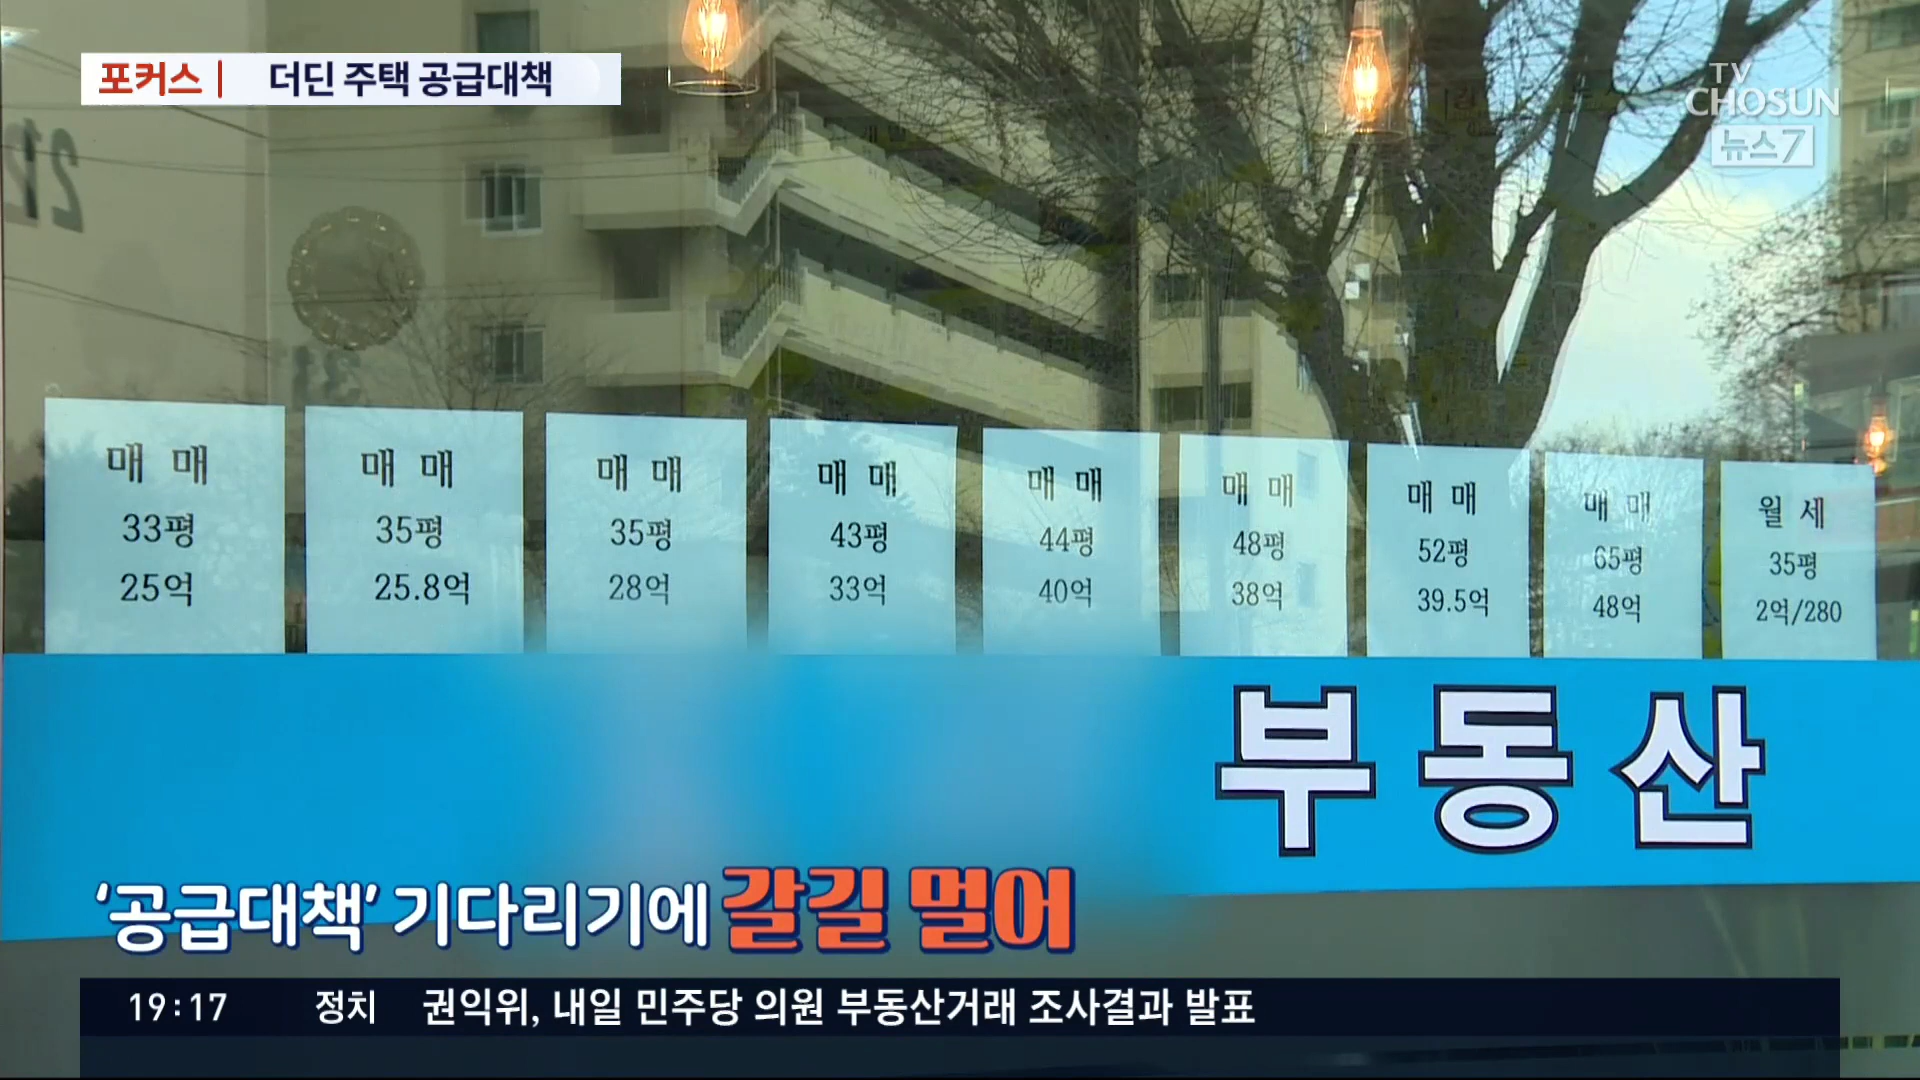 포커스 | 더딘 주택 공급대책
TV
CHOSUN
뉴스7
매 매
33평
25억
매 매
35평
25.8억
매 매
35평
28억
매 매
43평
33억
매 매
44평
40억
매 매
48평
38억
매 매
52평
39.5억
매 매
65평
48억
월 세
35평
2억/280
부동산
‘공급대책’ 기다리기에 갈길 멀어
19:17 정치 권익위, 내일 민주당 의원 부동산거래 조사결과 발표